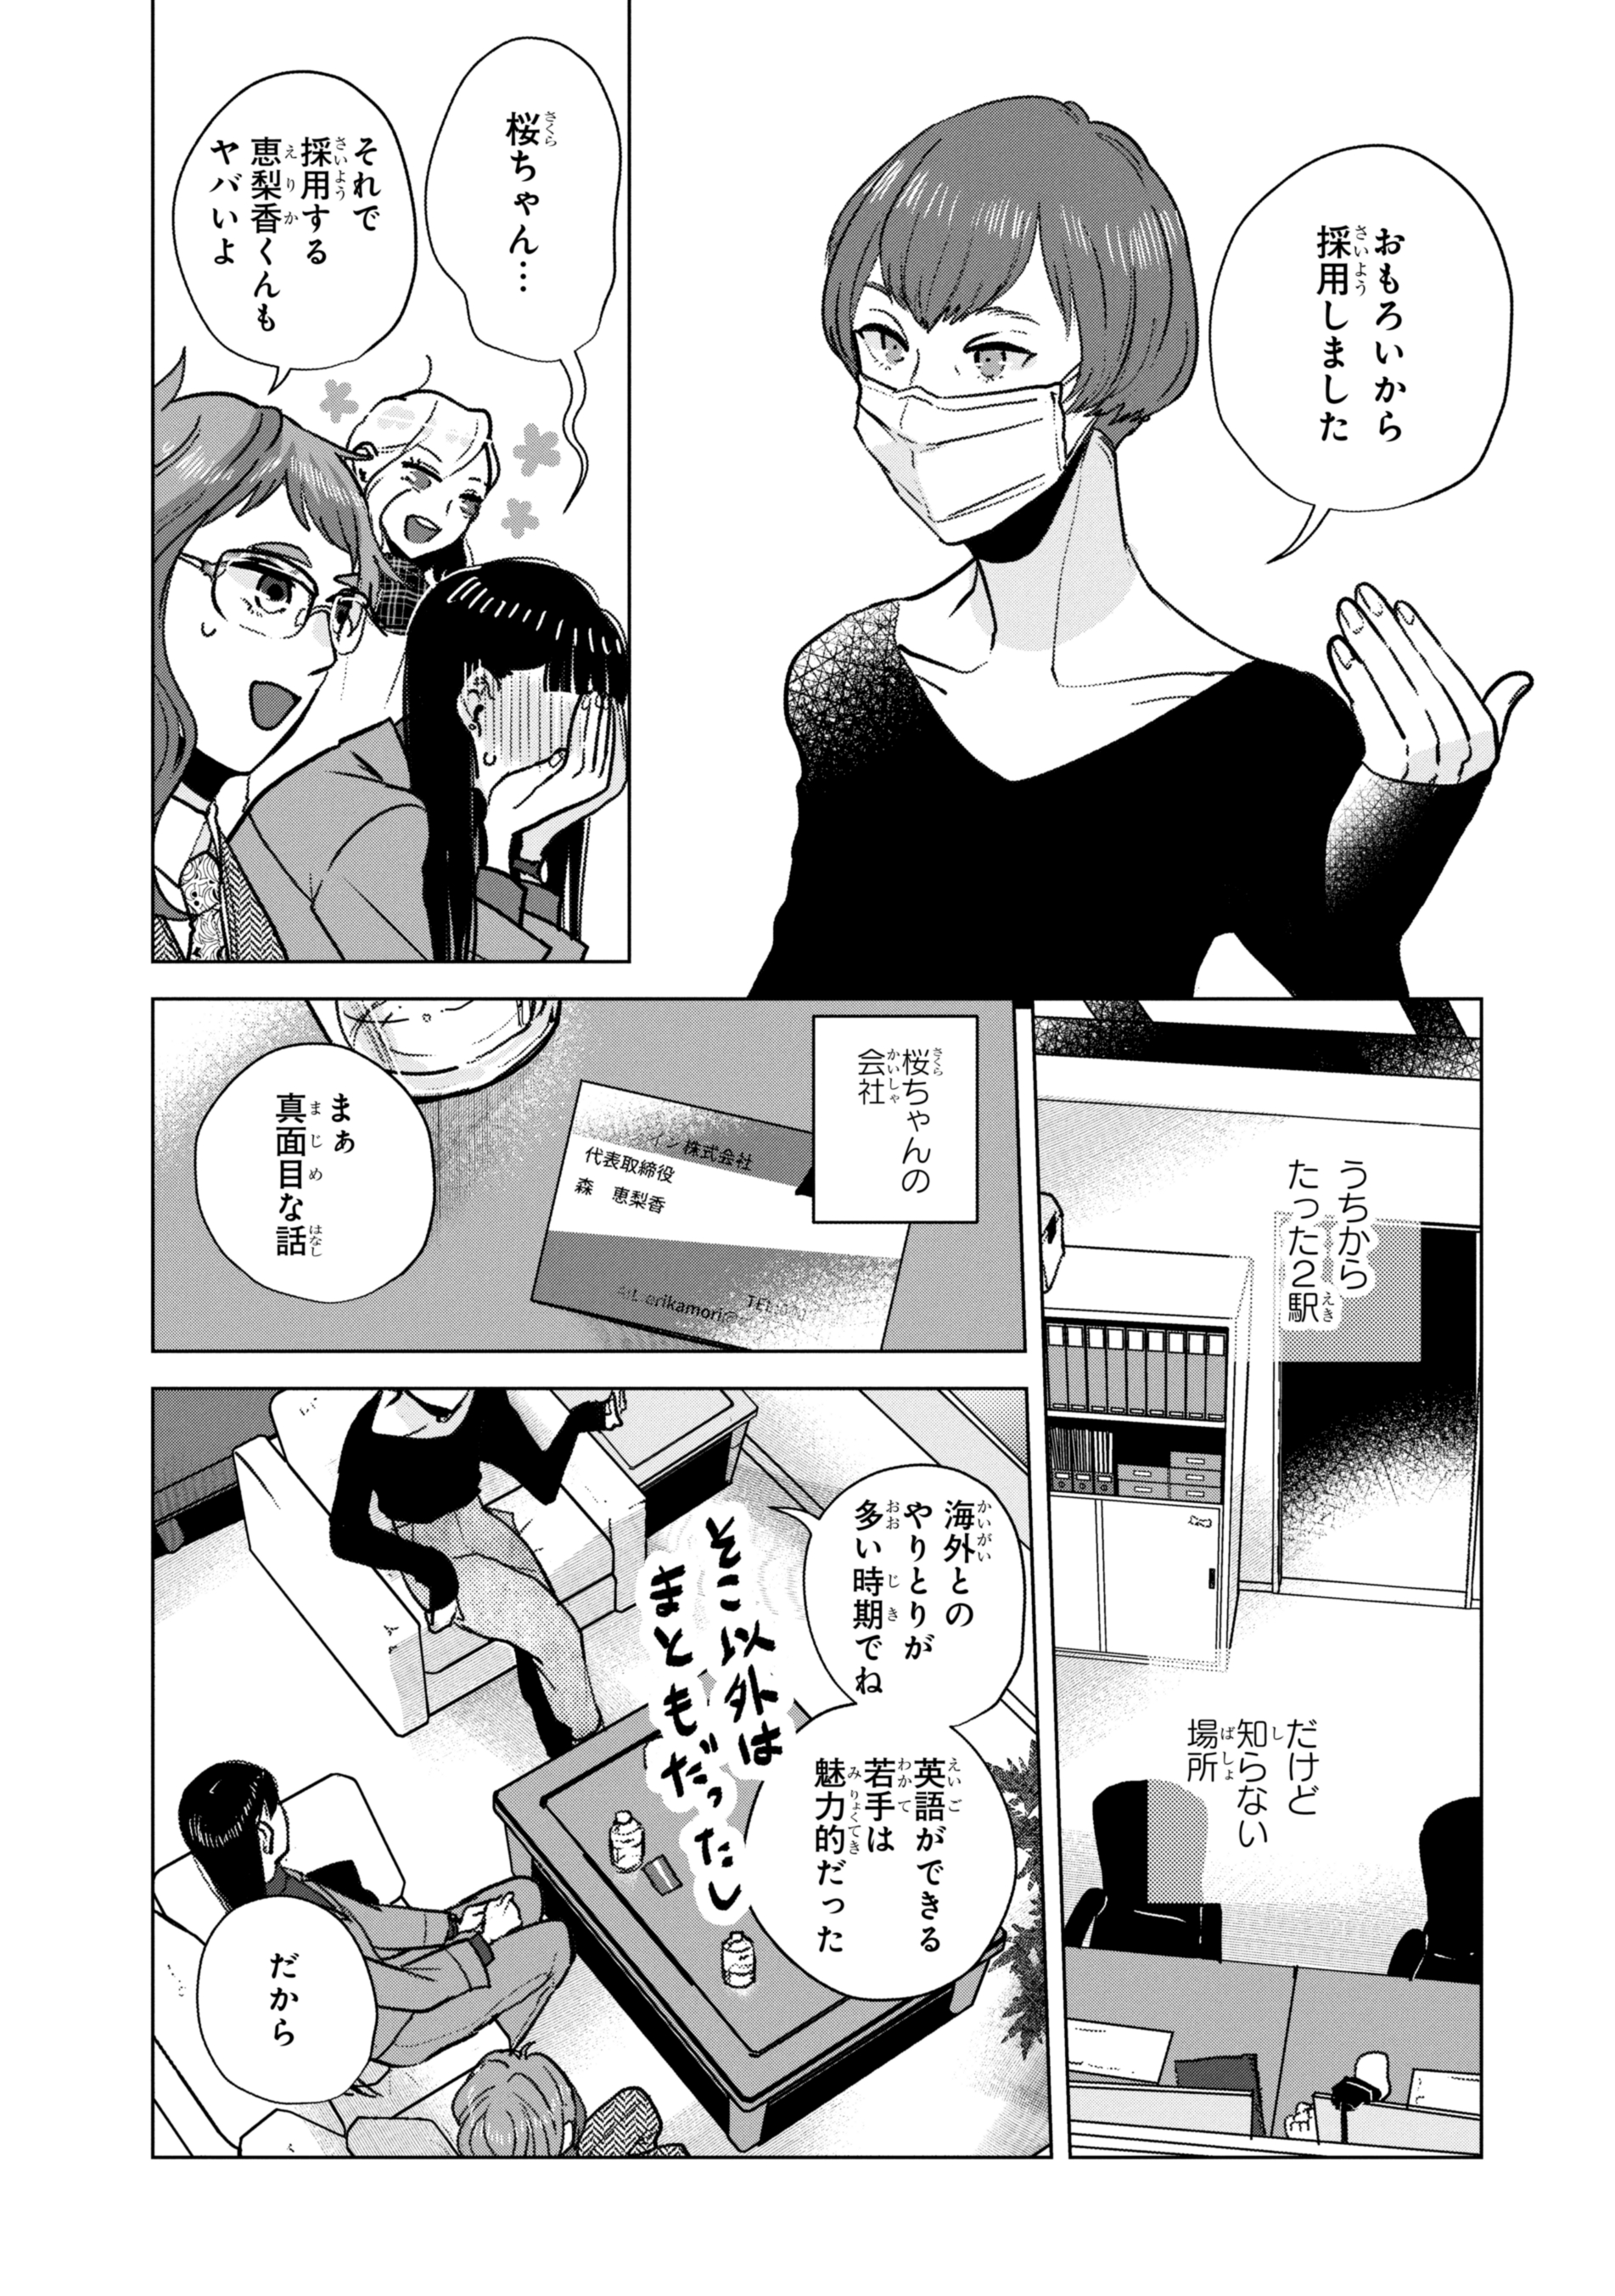 おもろいから
採用しました
桜ちゃん…
それで
採用する
恵梨香くんも
ヤバいよ
うちから
たった2駅
だけど
知らない
場所
桜ちゃんの
会社
イン株式会社
代表取締役
森 恵梨香
erikamori@
TEL
まぁ
真面目な話
海外との
やりとりが
多い時期でね
英語ができる
若手は
魅力的だった
そこ以外は
まともだったし
だから